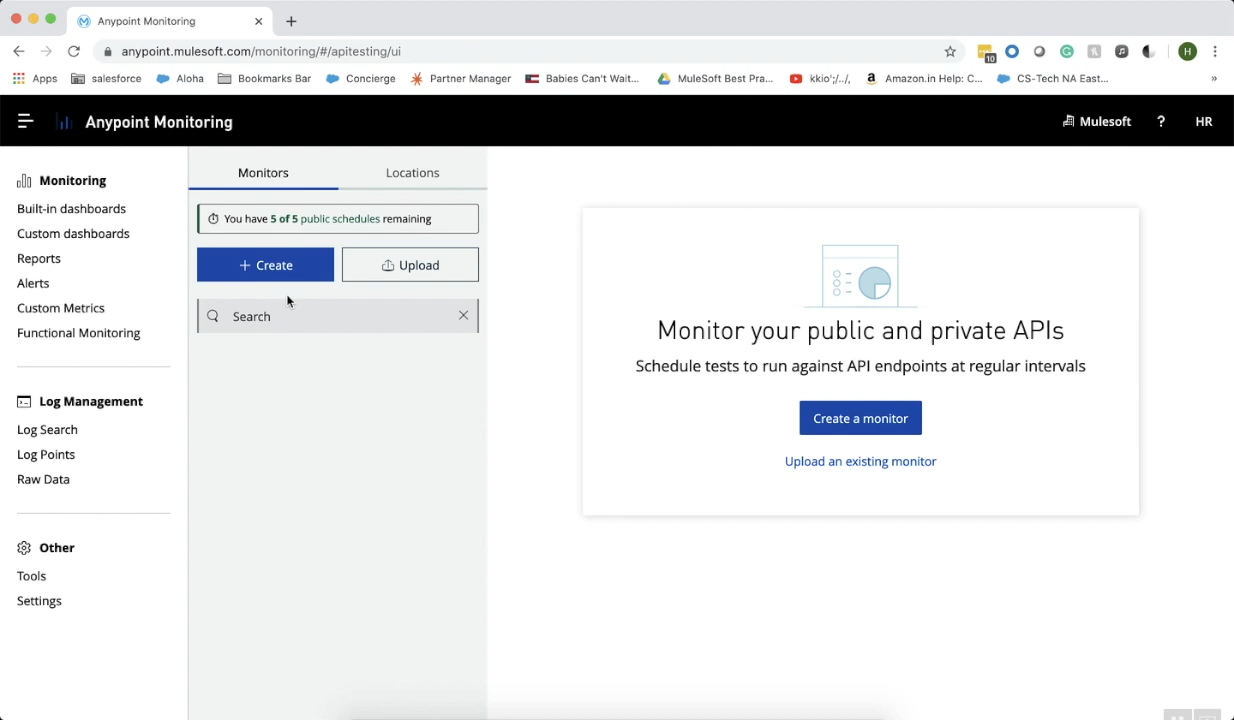 Anypoint Monitoring
anypoint.mulesoft.com/monitoring/#/apitesting/ui
10
H
Apps
salesforce
Aloha
Bookmarks Bar
Concierge
Partner Manager
Babies Can't Wait...
MuleSoft Best Pra...
kkio';/../,
a
Amazon.in Help: C...
CS-Tech NA East...
»
Anypoint Monitoring
Mulesoft
?
HR
Monitoring
Built-in dashboards
Custom dashboards
Reports
Alerts
Custom Metrics
Functional Monitoring
Log Management
Log Search
Log Points
Raw Data
Other
Tools
Settings
Monitors
Locations
You have 5 of 5 public schedules remaining
+ Create
Upload
Search
Monitor your public and private APIs
Schedule tests to run against API endpoints at regular intervals
Create a monitor
Upload an existing monitor